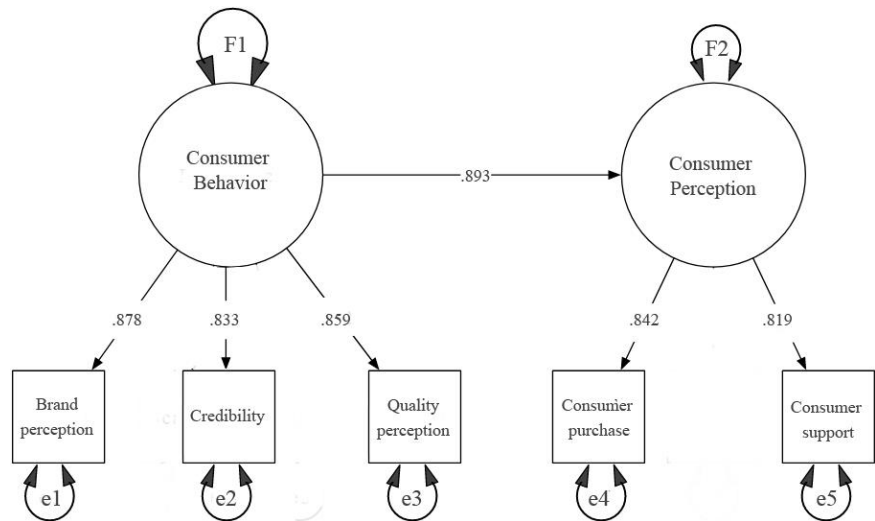 F1
F2
Consumer
Behavior
Consumer
Perception
.893
.878
.833
.859
.842
.819
Brand
perception
Credibility
Quality
perception
Consumer
purchase
Consumer
support
e1
e2
e3
e4
e5